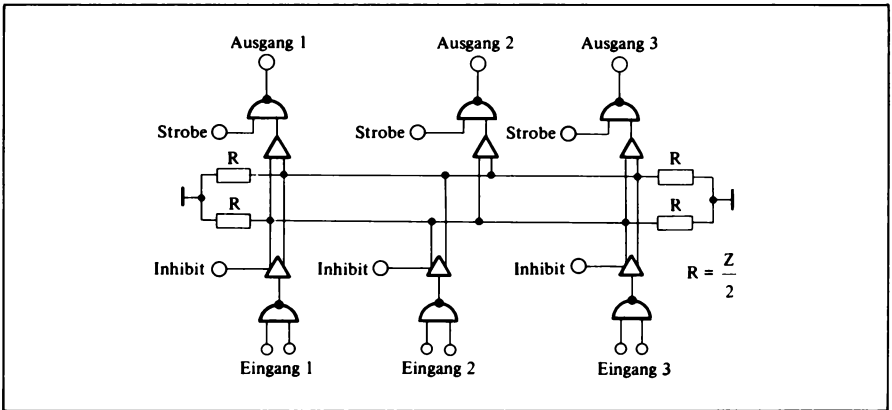 Ausgang 1 Ausgang 2 Ausgang 3
Strobe Strobe Strobe
R R
R R
Inhibit Inhibit Inhibit
R = Z/2
Eingang 1 Eingang 2 Eingang 3